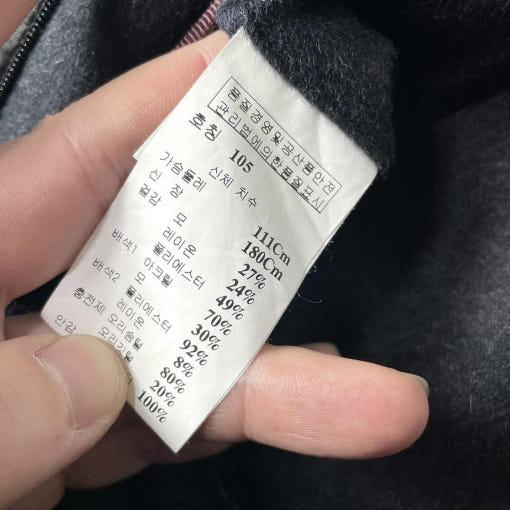 품질경영및공산품안전
관리법에의한품질표시
호칭 105
신체 치수
가슴둘레 111Cm
신 장 180Cm
겉감 모 27%
레이온 24%
폴리에스터 49%
배색1 아크릴 70%
모 30%
배색2 폴리에스터 92%
레이온 8%
충전제 오리솜털 80%
오리깃털 20%
안감 100%